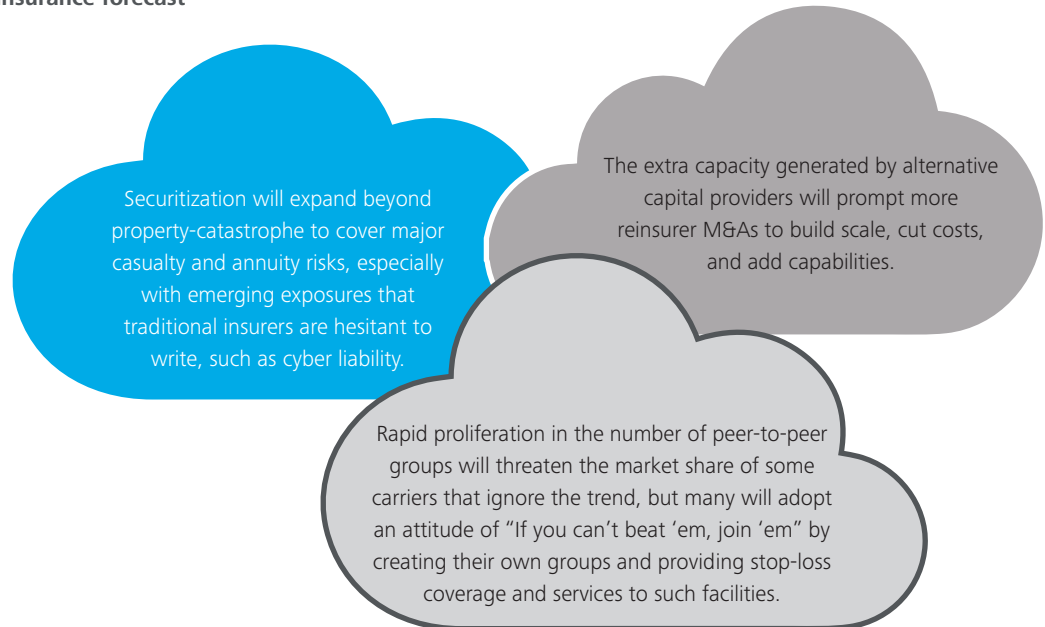 insurance forecast
Securitization will expand beyond
property-catastrophe to cover major
casualty and annuity risks, especially
with emerging exposures that
traditional insurers are hesitant to
write, such as cyber liability.
The extra capacity generated by alternative
capital providers will prompt more
reinsurer M&As to build scale, cut costs,
and add capabilities.
Rapid proliferation in the number of peer-to-peer
groups will threaten the market share of some
carriers that ignore the trend, but many will adopt
an attitude of “If you can’t beat ‘em, join ‘em” by
creating their own groups and providing stop-loss
coverage and services to such facilities.